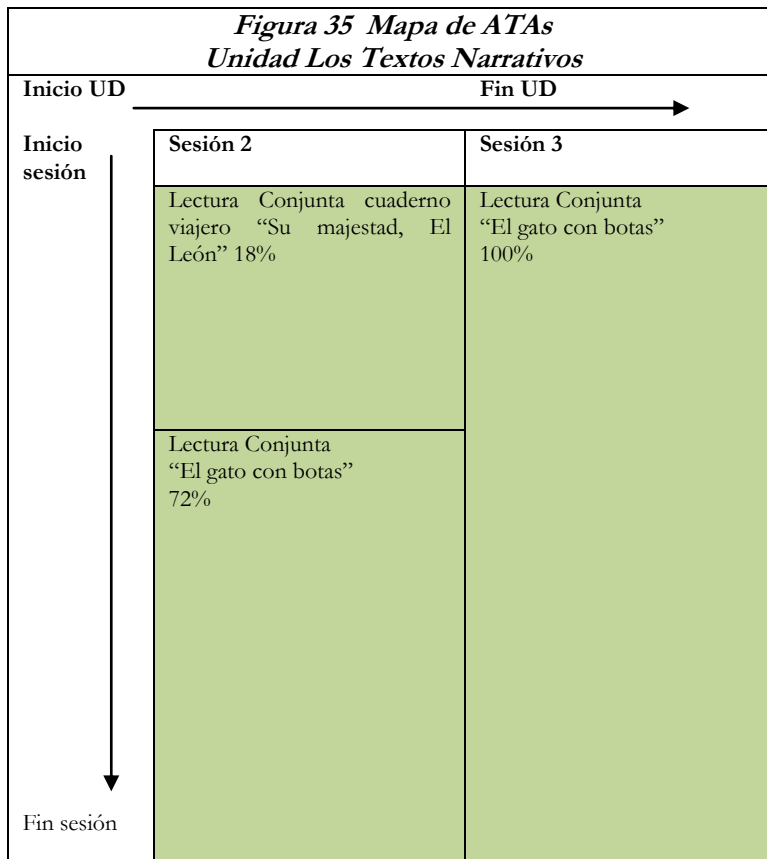 Figura 35 Mapa de ATAs
Unidad Los Textos Narrativos
Inicio UD
Fin UD
Inicio
sesión
Sesión 2
Sesión 3
Lectura Conjunta cuaderno
viajero “Su majestad, El
León” 18%
Lectura Conjunta
“El gato con botas”
100%
Lectura Conjunta
“El gato con botas”
72%
Fin sesión